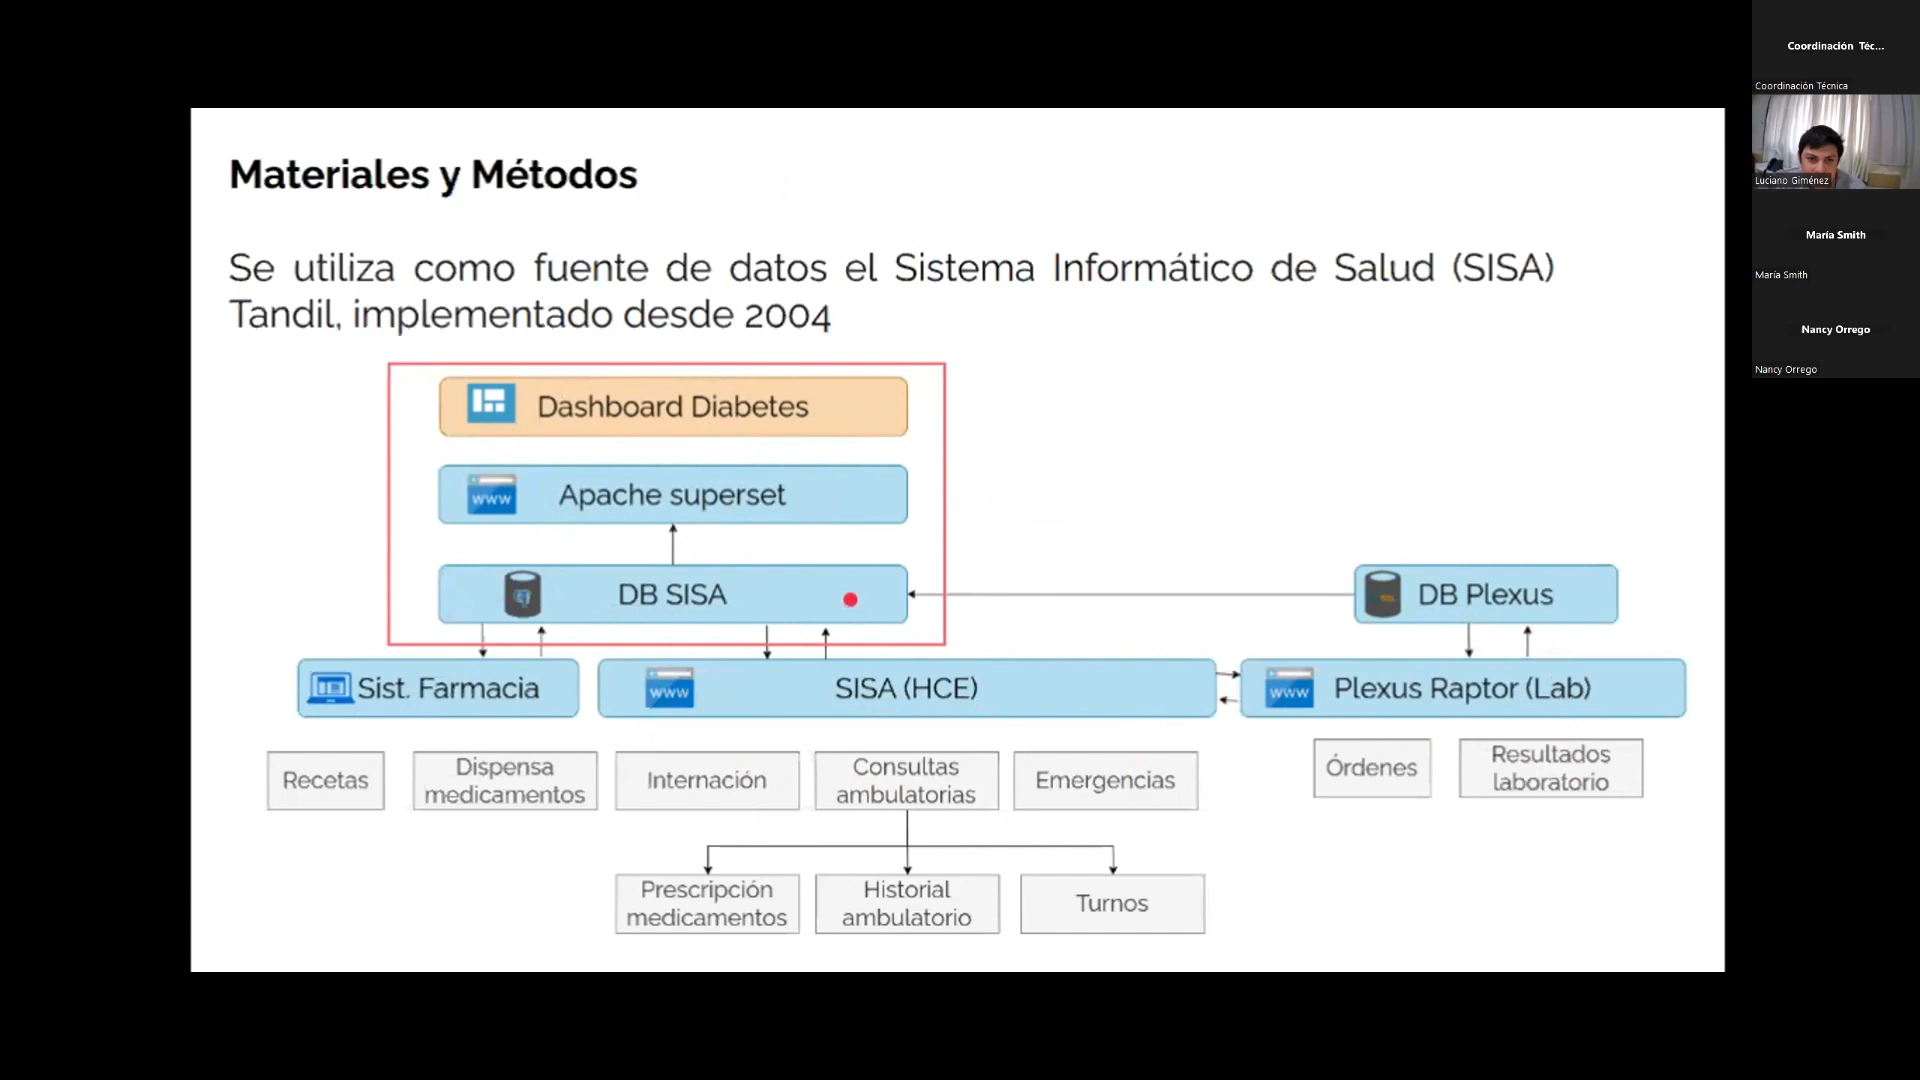 Materiales y Métodos
Se utiliza como fuente de datos el Sistema Informático de Salud (SISA)
Tandil, implementado desde 2004
Dashboard Diabetes
www
Apache superset
DB SISA
DB Plexus
Sist. Farmacia
www
SISA (HCE)
www
Plexus Raptor (Lab)
Recetas
Dispensa
medicamentos
Internación
Consultas
ambulatorias
Emergencias
Órdenes
Resultados
laboratorio
Prescripción
medicamentos
Historial
ambulatorio
Turnos
Coordinación Téc...
Coordinación Técnica
Luciano Giménez
María Smith
María Smith
Nancy Orrego
Nancy Orrego